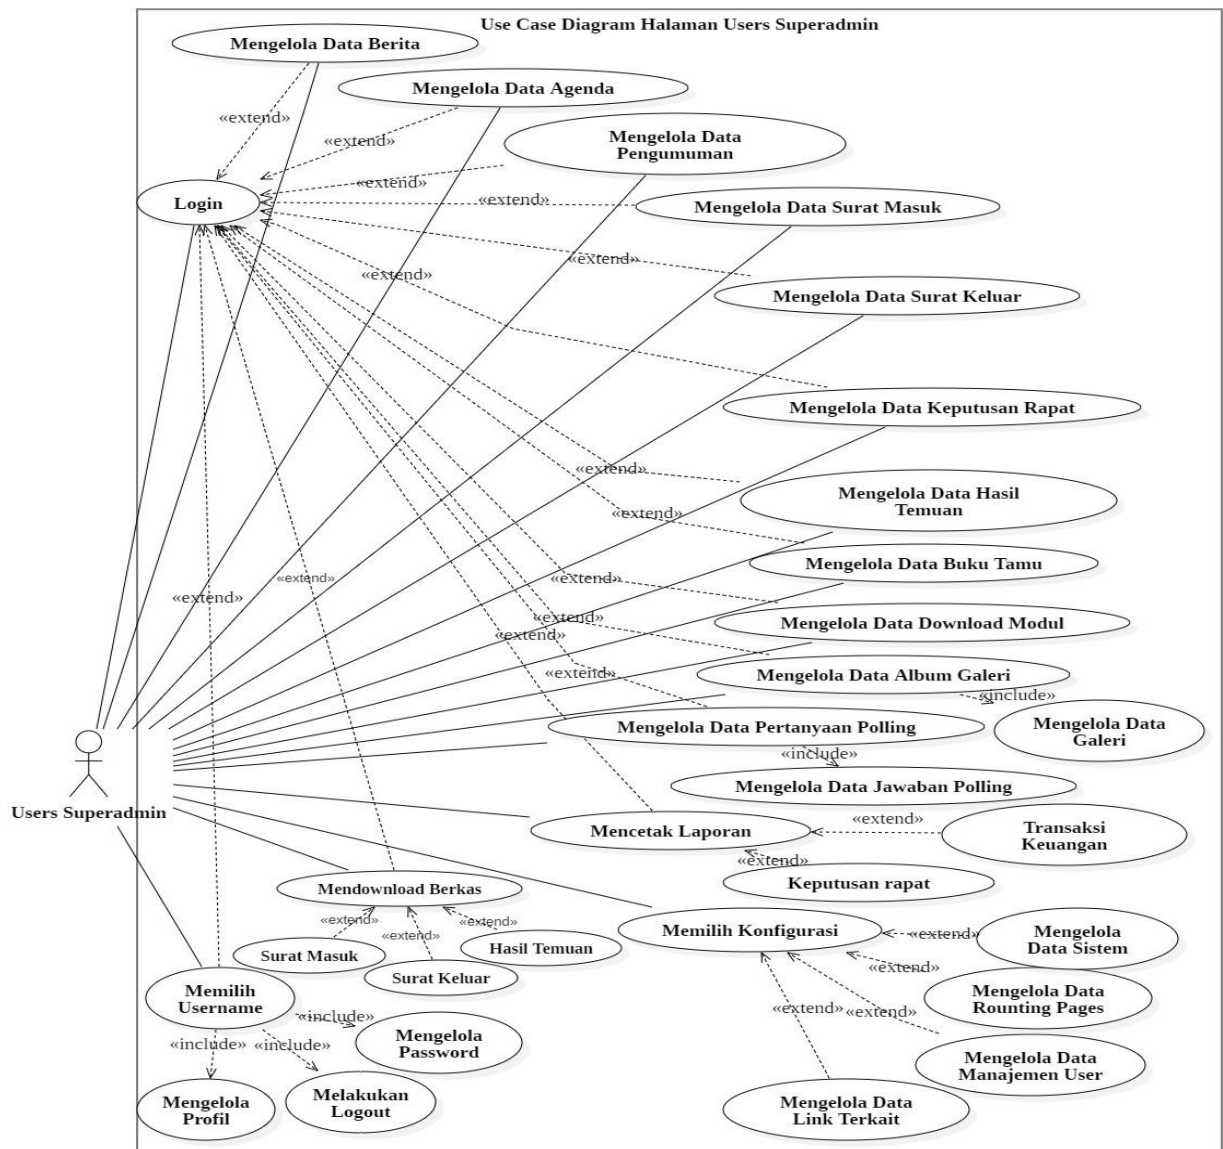 Use Case Diagram Halaman Users Superadmin
Mengelola Data Berita
Mengelola Data Agenda
«extend»
«extend»
Mengelola Data
Pengumuman
«extend»
Login
«extend»
Mengelola Data Surat Masuk
«extend»
«extend»
Mengelola Data Surat Keluar
Mengelola Data Keputusan Rapat
«extend»
Mengelola Data Hasil
Temuan
«extend»
Mengelola Data Buku Tamu
«extend»
«extend»
«extend»
«extend»
Mengelola Data Download Modul
«extend»
Mengelola Data Album Galeri
«extend»
«include»
Mengelola Data
Galeri
Mengelola Data Pertanyaan Polling
«include»
Mengelola Data Jawaban Polling
Users Superadmin
Mencetak Laporan
«extend»
Transaksi
Keuangan
«extend»
Keputusan rapat
Mendownload Berkas
«extend»
«extend»
«extend»
Surat Masuk
Surat Keluar
Hasil Temuan
Memilih Konfigurasi
«extend»
Mengelola
Data Sistem
«extend»
Mengelola Data
Rounting Pages
«extend»
«extend»
Mengelola Data
Manajemen User
Mengelola Data
Link Terkait
Memilih
Username
«include»
Mengelola
Password
«include»
«include»
Mengelola
Profil
Melakukan
Logout